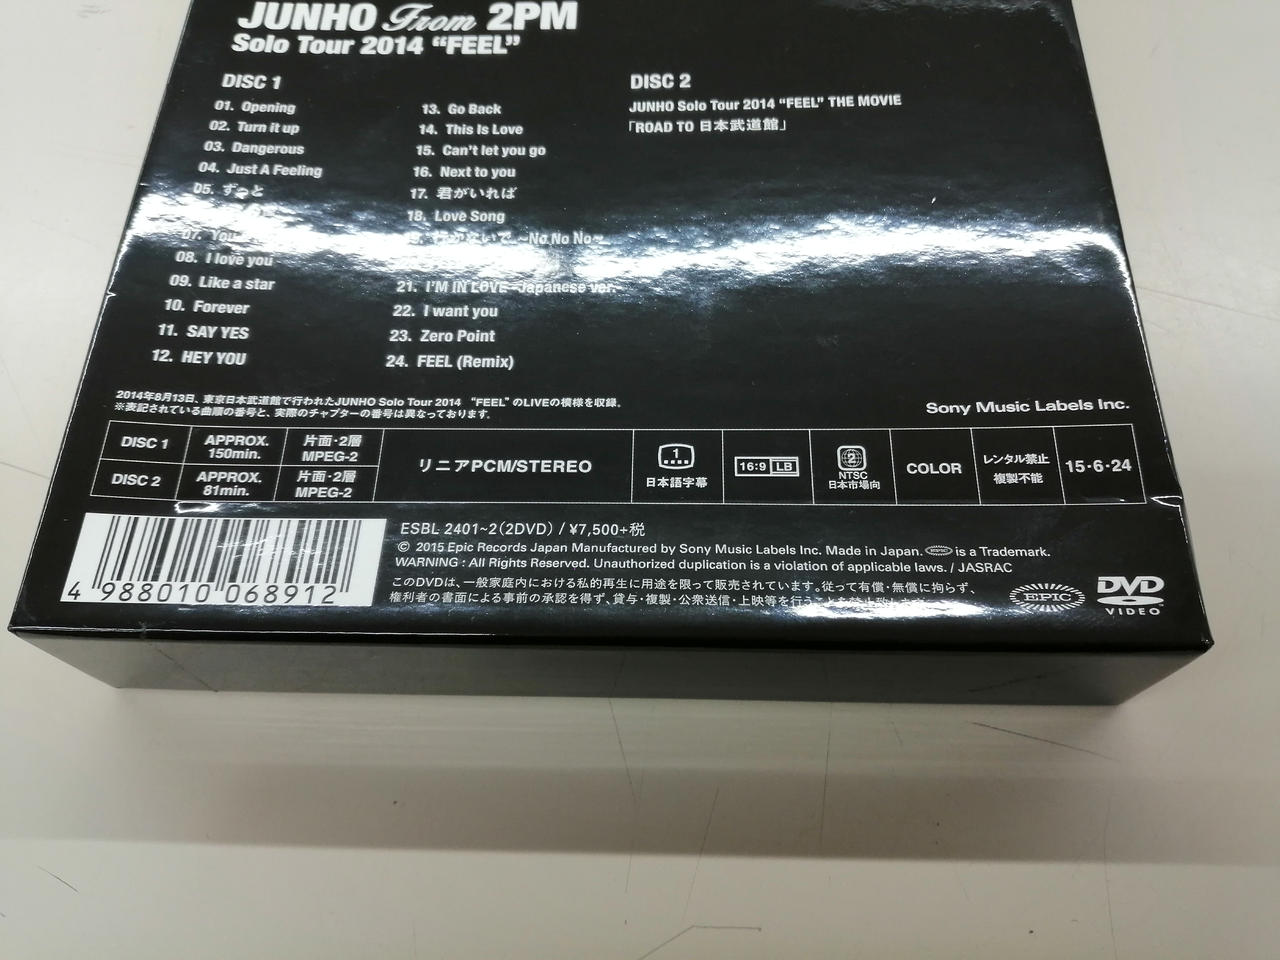 JUNHO From 2PM
Solo Tour 2014 “FEEL”
DISC 1
01. Opening
02. Turn it up
03. Dangerous
04. Just A Feeling
05. ずっと
07. You
08. I love you
09. Like a star
10. Forever
11. SAY YES
12. HEY YOU
13. Go Back
14. This Is Love
15. Can't let you go
16. Next to you
17. 君がいれば
18. Love Song
行かないで ~No No No~
21. I'M IN LOVE -Japanese ver.-
22. I want you
23. Zero Point
24. FEEL (Remix)
DISC 2
JUNHO Solo Tour 2014 “FEEL” THE MOVIE
「ROAD TO 日本武道館」
2014年8月13日、東京日本武道館で行われたJUNHO Solo Tour 2014 “FEEL”のLIVEの模様を収録。
※表記されている曲順の番号と、実際のチャプターの番号は異なっております。
Sony Music Labels Inc.
DISC 1 APPROX. 150min. 片面・2層 MPEG-2
DISC 2 APPROX. 81min. 片面・2層 MPEG-2
リニアPCM/STEREO
1 日本語字幕
16:9 LB
2 NTSC 日本市場向
COLOR
レンタル禁止
複製不能
15・6・24
ESBL 2401~2(2DVD) / ¥7,500+税
© 2015 Epic Records Japan Manufactured by Sony Music Labels Inc. Made in Japan. EPIC is a Trademark.
WARNING : All Rights Reserved. Unauthorized duplication is a violation of applicable laws. / JASRAC
このDVDは、一般家庭内における私的再生に用途を限って販売されています。従って有償・無償に拘らず、
権利者の書面による事前の承認を得ず、貸与・複製・公衆送信・上映等を行う
4 988010 068912
EPIC
DVD
VIDEO